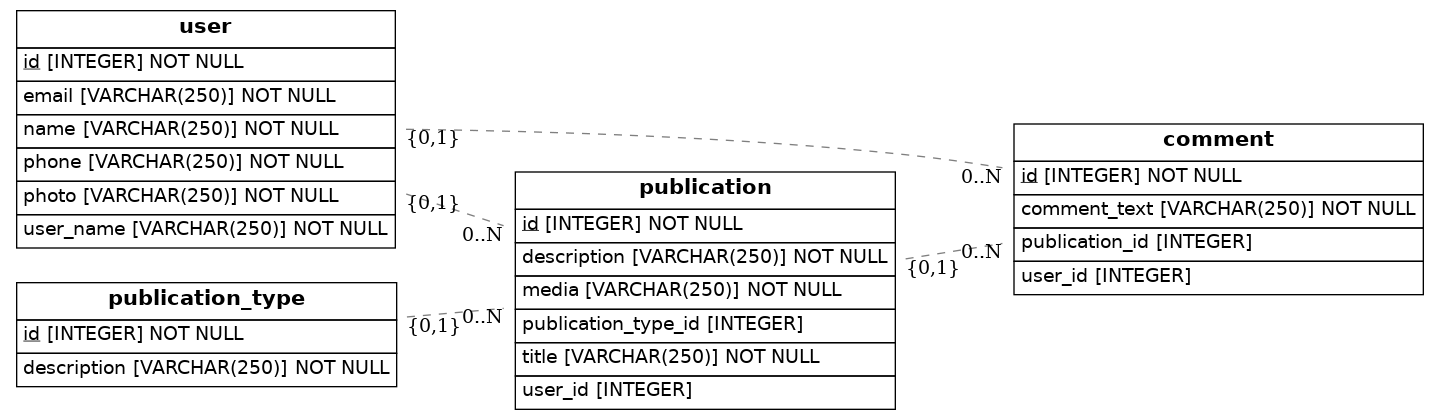 user
id [INTEGER] NOT NULL
email [VARCHAR(250)] NOT NULL
name [VARCHAR(250)] NOT NULL
phone [VARCHAR(250)] NOT NULL
photo [VARCHAR(250)] NOT NULL
user_name [VARCHAR(250)] NOT NULL
{0,1}
0..N
{0,1}
0..N
publication_type
id [INTEGER] NOT NULL
description [VARCHAR(250)] NOT NULL
{0,1}
0..N
publication
id [INTEGER] NOT NULL
description [VARCHAR(250)] NOT NULL
media [VARCHAR(250)] NOT NULL
publication_type_id [INTEGER]
title [VARCHAR(250)] NOT NULL
user_id [INTEGER]
{0,1}
0..N
comment
id [INTEGER] NOT NULL
comment_text [VARCHAR(250)] NOT NULL
publication_id [INTEGER]
user_id [INTEGER]